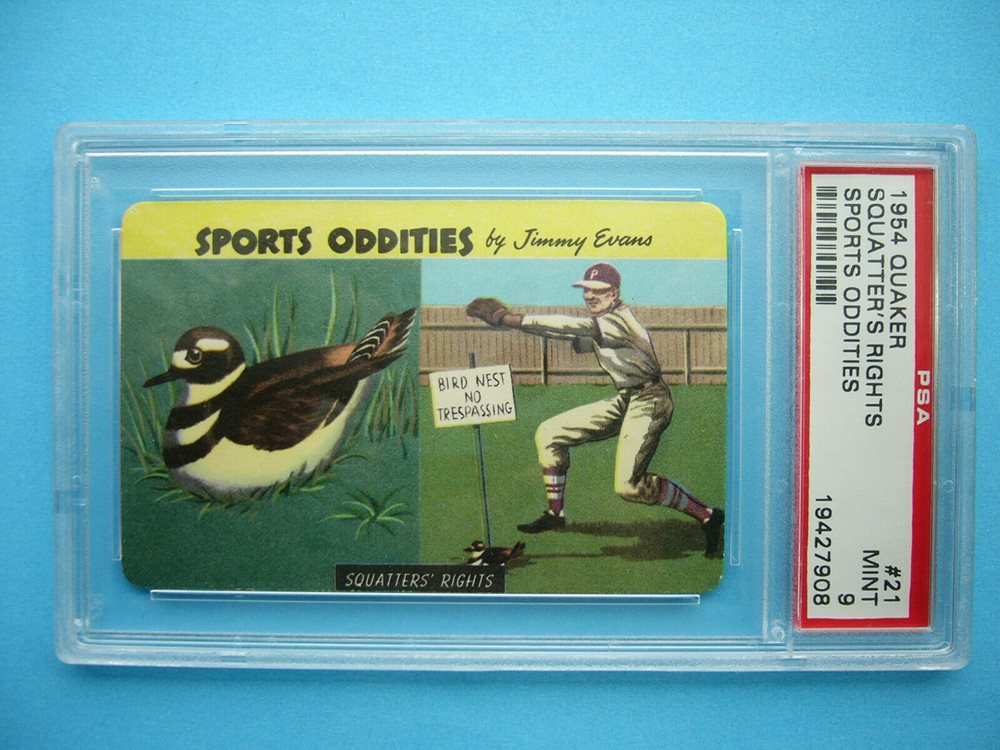 SPORTS ODDITIES by Jimmy Evans
P
BIRD NEST
NO
TRESPASSING
SQUATTERS' RIGHTS
1954 QUAKER
SQUATTER'S RIGHTS
SPORTS ODDITIES
#21
MINT
9
19427908
PSA